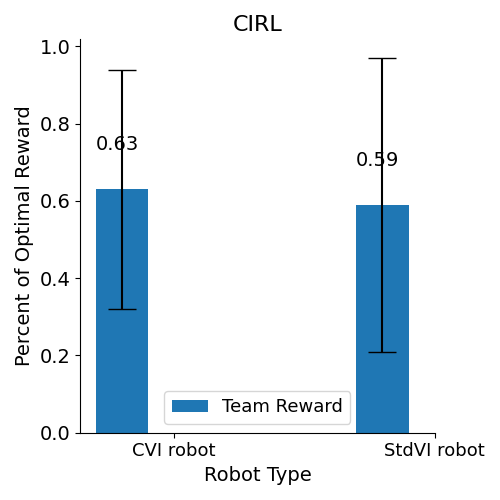 CIRL
Percent of Optimal Reward
1.0
0.8
0.6
0.4
0.2
0.0
0.63
0.59
Team Reward
CVI robot
StdVI robot
Robot Type